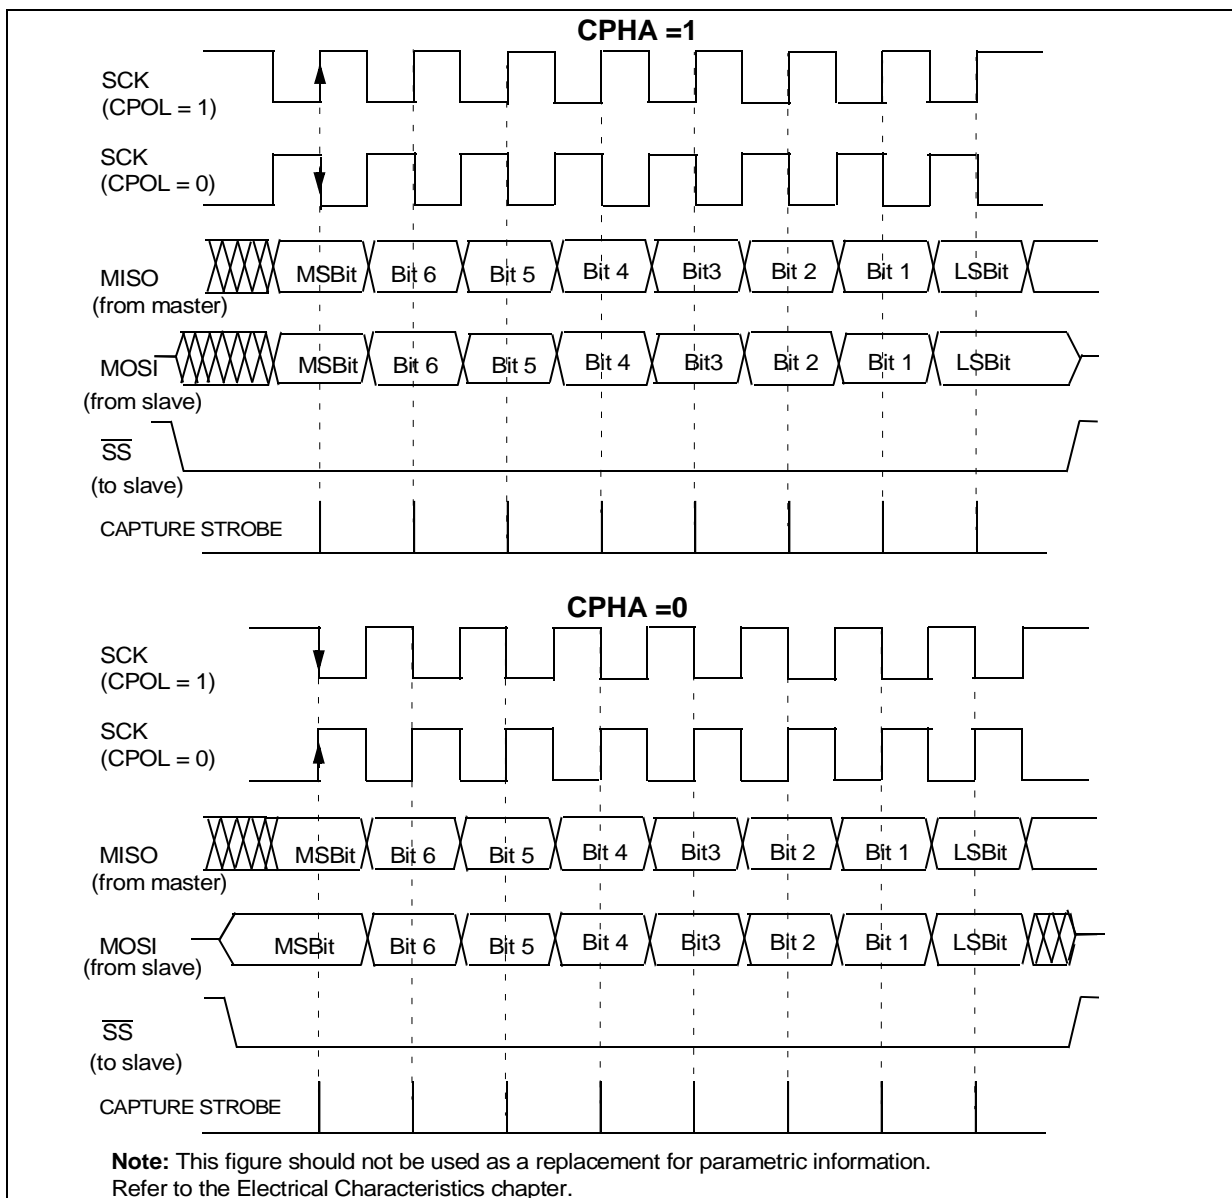 CPHA =1
SCK
(CPOL = 1)
SCK
(CPOL = 0)
MISO
(from master)
MSBit Bit 6 Bit 5 Bit 4 Bit3 Bit 2 Bit 1 LSBit
MOSI
(from slave)
MSBit Bit 6 Bit 5 Bit 4 Bit3 Bit 2 Bit 1 LSBit
SS
(to slave)
CAPTURE STROBE
CPHA =0
SCK
(CPOL = 1)
SCK
(CPOL = 0)
MISO
(from master)
MSBit Bit 6 Bit 5 Bit 4 Bit3 Bit 2 Bit 1 LSBit
MOSI
(from slave)
MSBit Bit 6 Bit 5 Bit 4 Bit3 Bit 2 Bit 1 LSBit
SS
(to slave)
CAPTURE STROBE
Note: This figure should not be used as a replacement for parametric information.
Refer to the Electrical Characteristics chapter.